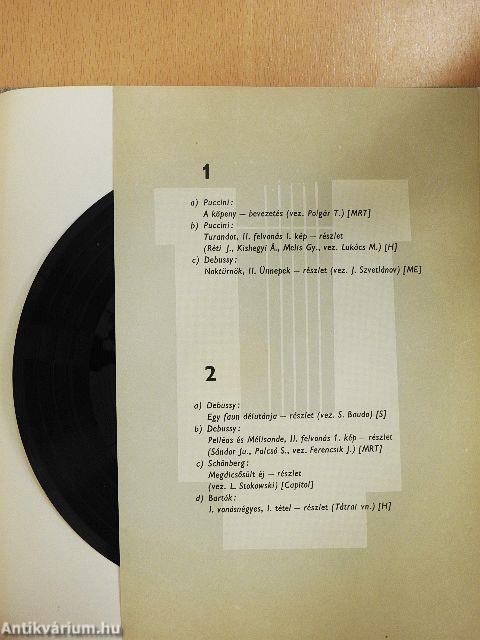 1
a) Puccini:
A köpeny — bevezetés (vez. Polgár T.) [MRT]
b) Puccini:
Turandot, II. felvonás I. kép — részlet
(Réti J., Kishegyi Á., Melis Gy., vez. Lukács M.) [H]
c) Debussy:
Noktürnök, II. Ünnepek — részlet (vez. J. Szvetlánov) [ME]
2
a) Debussy:
Egy faun délutánja — részlet (vez. S. Baudo) [S]
b) Debussy:
Pelléas és Mélisande, II. felvonás 1. kép — részlet
(Sándor Ju., Palcsó S., vez. Ferencsik J.) [MRT]
c) Schönberg:
Megdicsősült éj — részlet
(vez. L. Stokowski) [Capitol]
d) Bartók:
I. vonósnégyes, I. tétel — részlet (Tátrai vn.) [H]
Antikvárium.hu